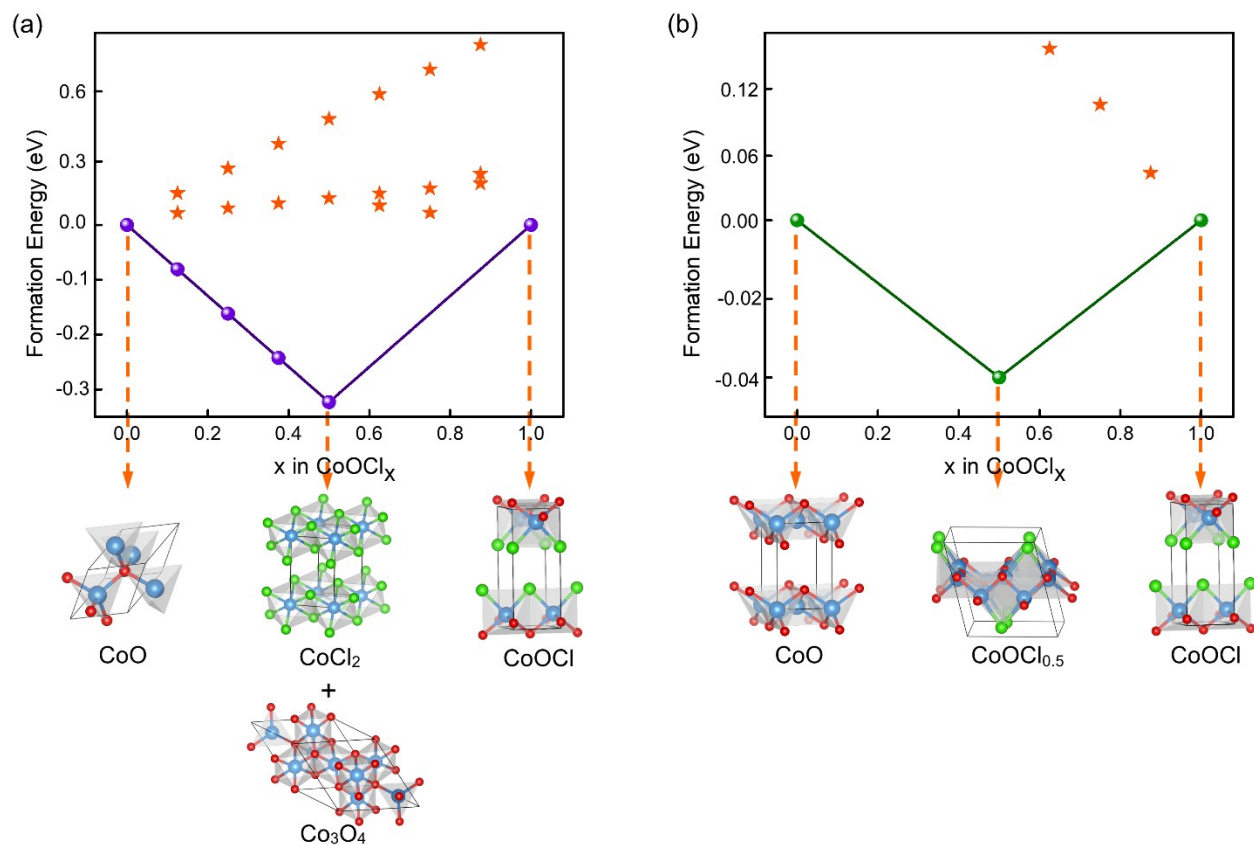 (a)
Formation Energy (eV)
0.6
0.3
0.0
-0.1
-0.2
-0.3
0.0 0.2 0.4 0.6 0.8 1.0
x in CoOClX
CoO
CoCl2
CoOCl
+
Co3O4
(b)
Formation Energy (eV)
0.12
0.06
0.00
-0.02
-0.04
0.0 0.2 0.4 0.6 0.8 1.0
x in CoOClX
CoO
CoOCl0.5
CoOCl